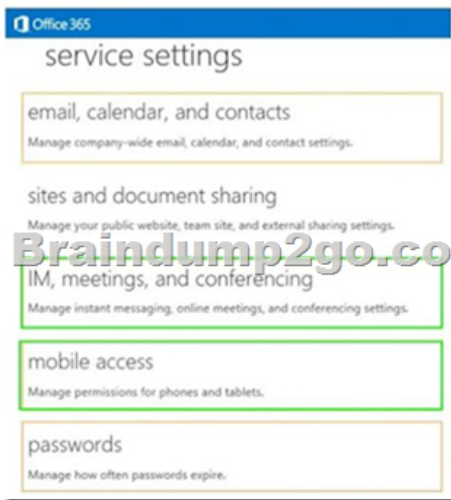 Office 365
service settings
email, calendar, and contacts
Manage company-wide email, calendar, and contact settings.
sites and document sharing
Manage your public website, team site, and external sharing settings.
Braindump2go.co
IM, meetings, and conferencing
Manage instant messaging, online meetings, and conferencing settings.
mobile access
Manage permissions for phones and tablets.
passwords
Manage how often passwords expire.